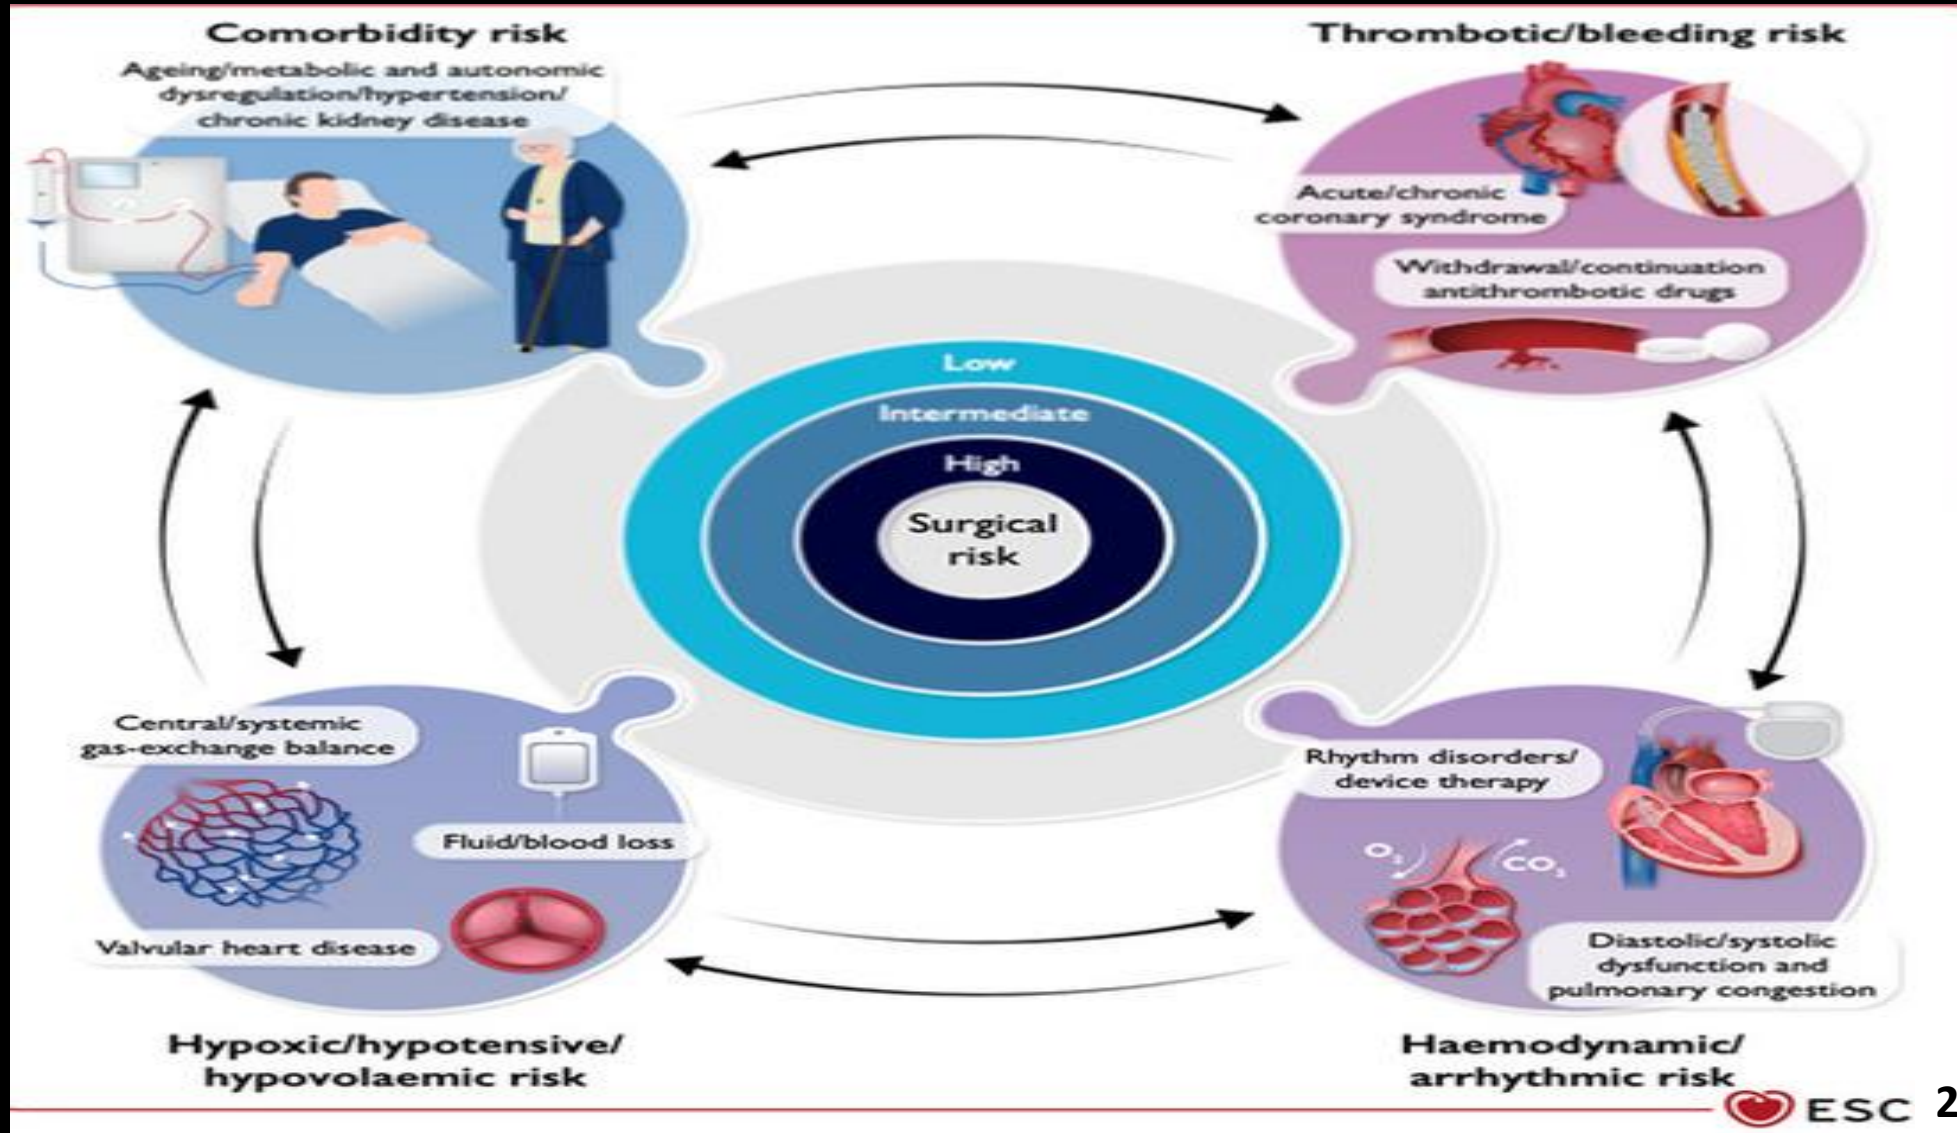 Comorbidity risk
Ageing/metabolic and autonomic
dysregulation/hypertension/
chronic kidney disease
Thrombotic/bleeding risk
Acute/chronic
coronary syndrome
Withdrawal/continuation
antithrombotic drugs
Low
Intermediate
High
Surgical
risk
Central/systemic
gas-exchange balance
Fluid/blood loss
Valvular heart disease
Hypoxic/hypotensive/
hypovolaemic risk
Rhythm disorders/
device therapy
O₂
CO₂
Diastolic/systolic
dysfunction and
pulmonary congestion
Haemodynamic/
arrhythmic risk
ESC
2